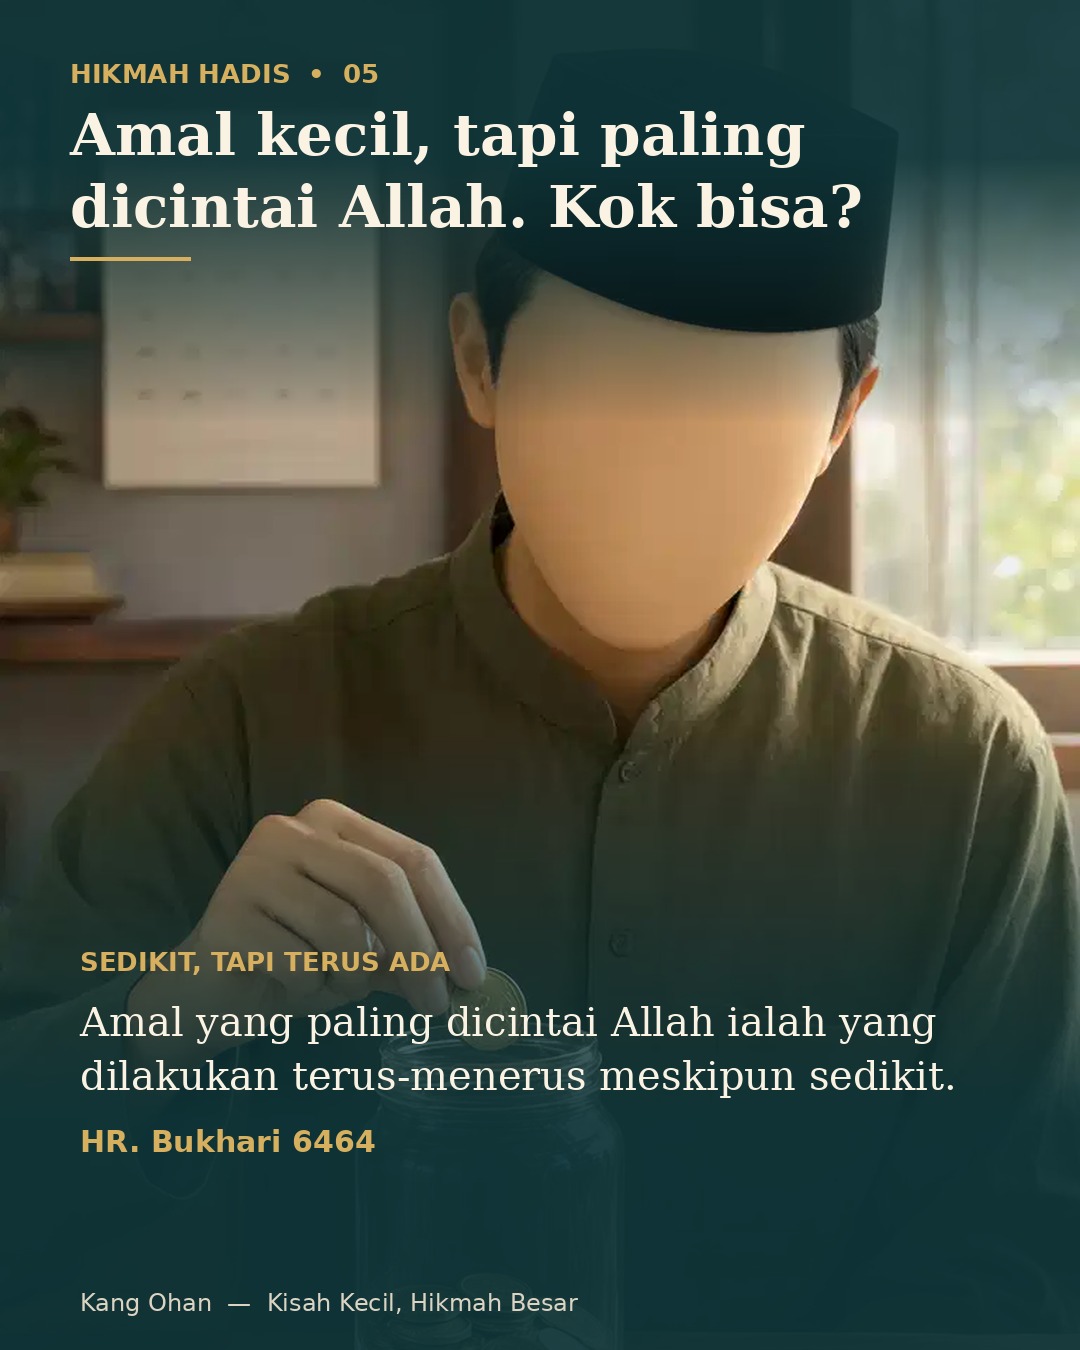 HIKMAH HADIS • 05
Amal kecil, tapi paling
dicintai Allah. Kok bisa?
SEDIKIT, TAPI TERUS ADA
Amal yang paling dicintai Allah ialah yang
dilakukan terus-menerus meskipun sedikit.
HR. Bukhari 6464
Kang Ohan — Kisah Kecil, Hikmah Besar